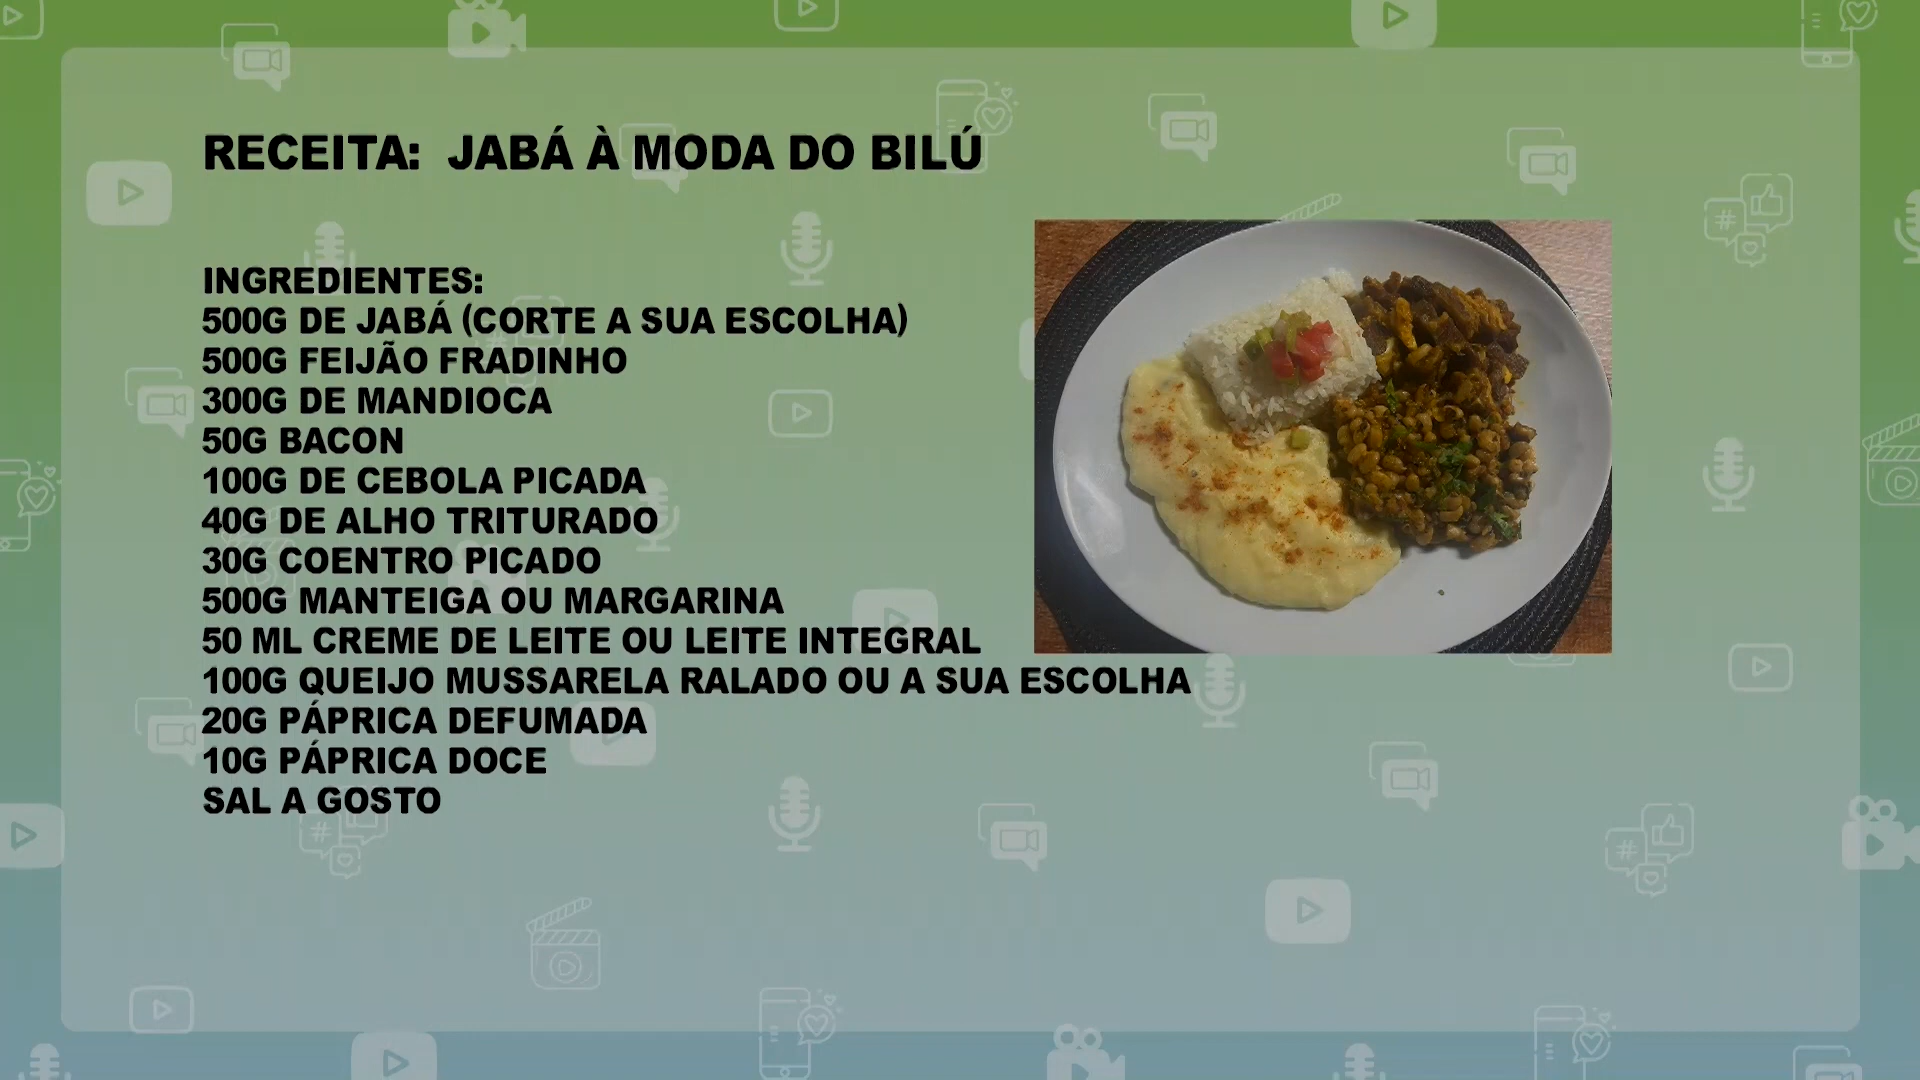 RECEITA: JABÁ À MODA DO BILÚ
INGREDIENTES:
500G DE JABÁ (CORTE A SUA ESCOLHA)
500G FEIJÃO FRADINHO
300G DE MANDIOCA
50G BACON
100G DE CEBOLA PICADA
40G DE ALHO TRITURADO
30G COENTRO PICADO
500G MANTEIGA OU MARGARINA
50 ML CREME DE LEITE OU LEITE INTEGRAL
100G QUEIJO MUSSARELA RALADO OU A SUA ESCOLHA
20G PÁPRICA DEFUMADA
10G PÁPRICA DOCE
SAL A GOSTO